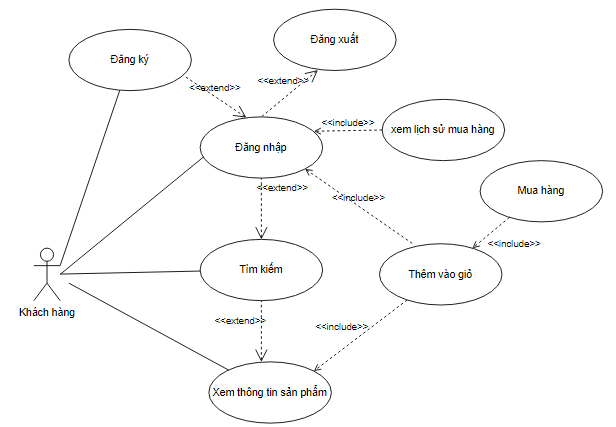 Đăng xuất
Đăng ký
<<extend>>
<<extend>>
<<include>>
xem lịch sử mua hàng
Đăng nhập
<<extend>>
Mua hàng
<<include>>
<<include>>
Tìm kiếm
Thêm vào giỏ
Khách hàng
<<extend>>
<<include>>
Xem thông tin sản phẩm